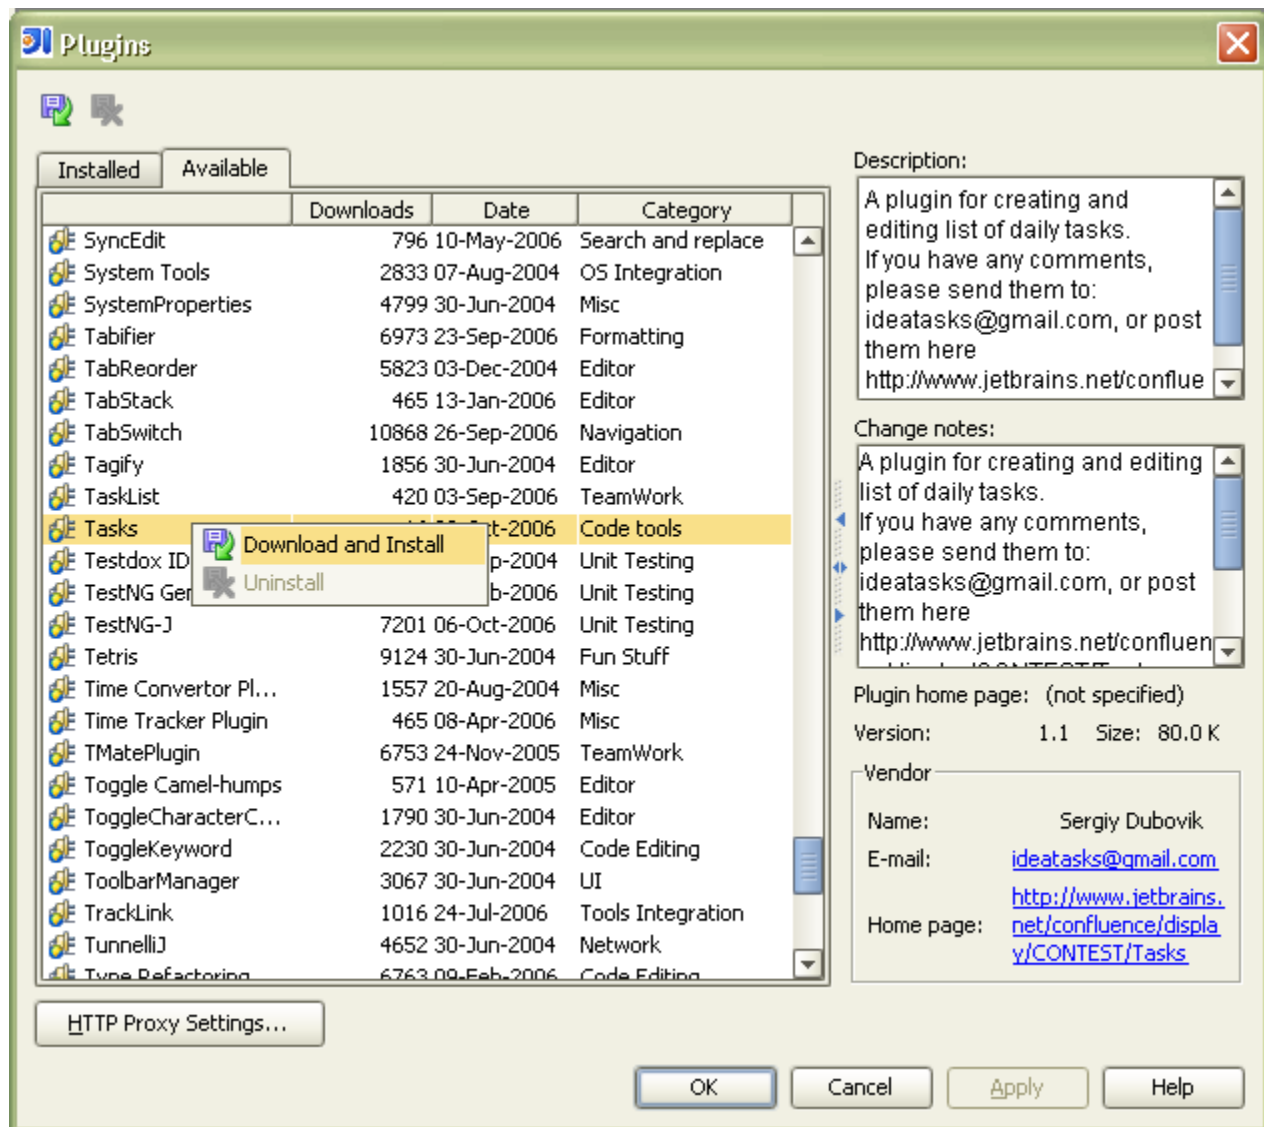 Plugins
Installed Available
Downloads Date Category
SyncEdit 796 10-May-2006 Search and replace
System Tools 2833 07-Aug-2004 OS Integration
SystemProperties 4799 30-Jun-2004 Misc
Tabifier 6973 23-Sep-2006 Formatting
TabReorder 5823 03-Dec-2004 Editor
TabStack 465 13-Jan-2006 Editor
TabSwitch 10868 26-Sep-2006 Navigation
Tagify 1856 30-Jun-2004 Editor
TaskList 420 03-Sep-2006 TeamWork
Tasks ct-2006 Code tools
Testdox ID p-2004 Unit Testing
TestNG Ger b-2006 Unit Testing
TestNG-J 7201 06-Oct-2006 Unit Testing
Tetris 9124 30-Jun-2004 Fun Stuff
Time Convertor Pl... 1557 20-Aug-2004 Misc
Time Tracker Plugin 465 08-Apr-2006 Misc
TMatePlugin 6753 24-Nov-2005 TeamWork
Toggle Camel-humps 571 10-Apr-2005 Editor
ToggleCharacterC... 1790 30-Jun-2004 Editor
ToggleKeyword 2230 30-Jun-2004 Code Editing
ToolbarManager 3067 30-Jun-2004 UI
TrackLink 1016 24-Jul-2006 Tools Integration
TunnelliJ 4652 30-Jun-2004 Network
Type Refactoring 6763 09-Feb-2006 Code Editing
Download and Install
Uninstall
HTTP Proxy Settings...
Description:
A plugin for creating and
editing list of daily tasks.
If you have any comments,
please send them to:
ideatasks@gmail.com, or post
them here
http://www.jetbrains.net/conflue
Change notes:
A plugin for creating and editing
list of daily tasks.
If you have any comments,
please send them to:
ideatasks@gmail.com, or post
them here
http://www.jetbrains.net/confluen
Plugin home page: (not specified)
Version: 1.1 Size: 80.0 K
Vendor
Name: Sergiy Dubovik
E-mail: ideatasks@gmail.com
Home page: http://www.jetbrains.
net/confluence/displa
y/CONTEST/Tasks
OK Cancel Apply Help